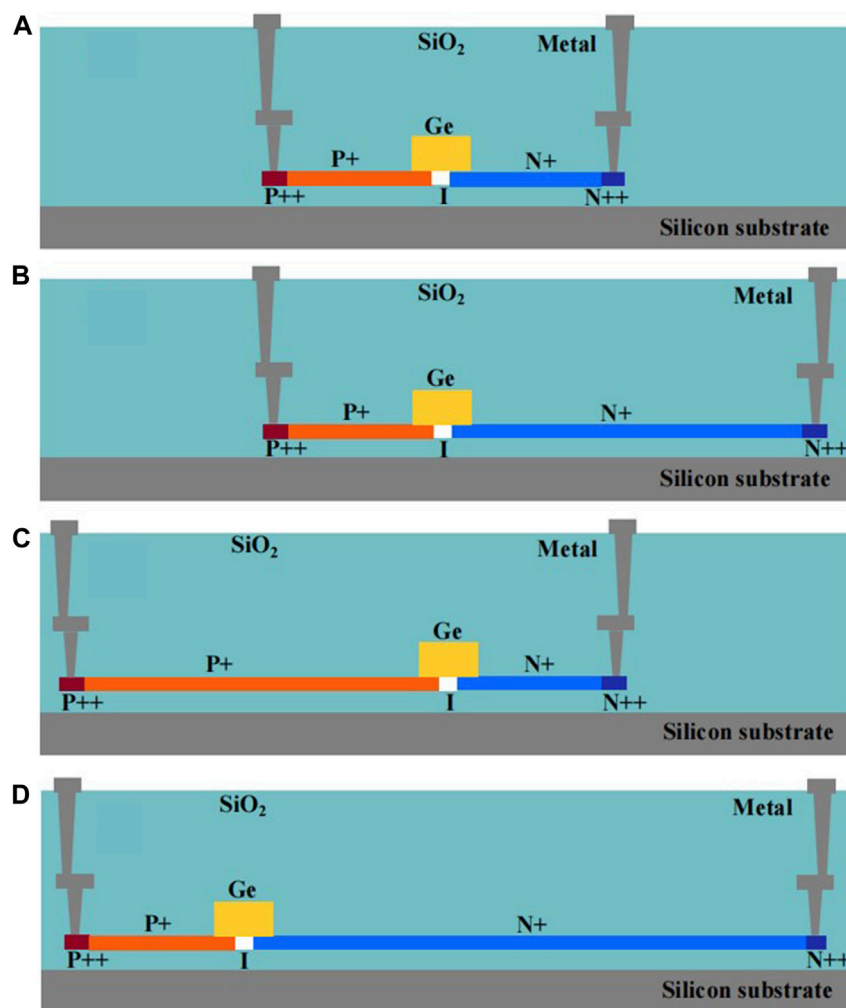 A
SiO₂ Metal
Ge
P+ N+
P++ I N++
Silicon substrate
B
SiO₂ Metal
Ge
P+ N+
P++ I N++
Silicon substrate
C
SiO₂ Metal
Ge
P+ N+
P++ I N++
Silicon substrate
D
SiO₂ Metal
Ge
P+ N+
P++ I N++
Silicon substrate